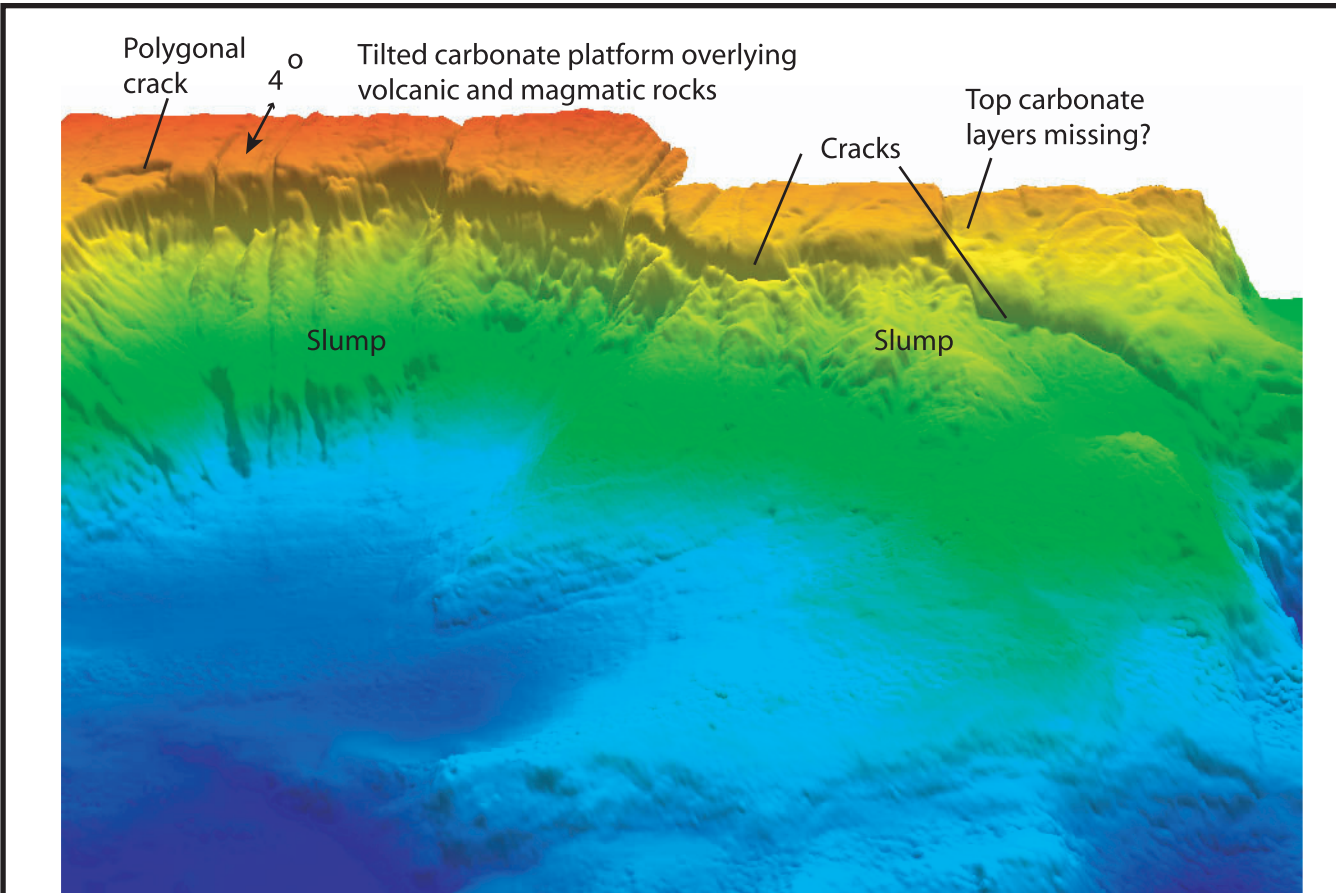 Polygonal
crack
4 o
Tilted carbonate platform overlying
volcanic and magmatic rocks
Top carbonate
layers missing?
Cracks
Slump
Slump